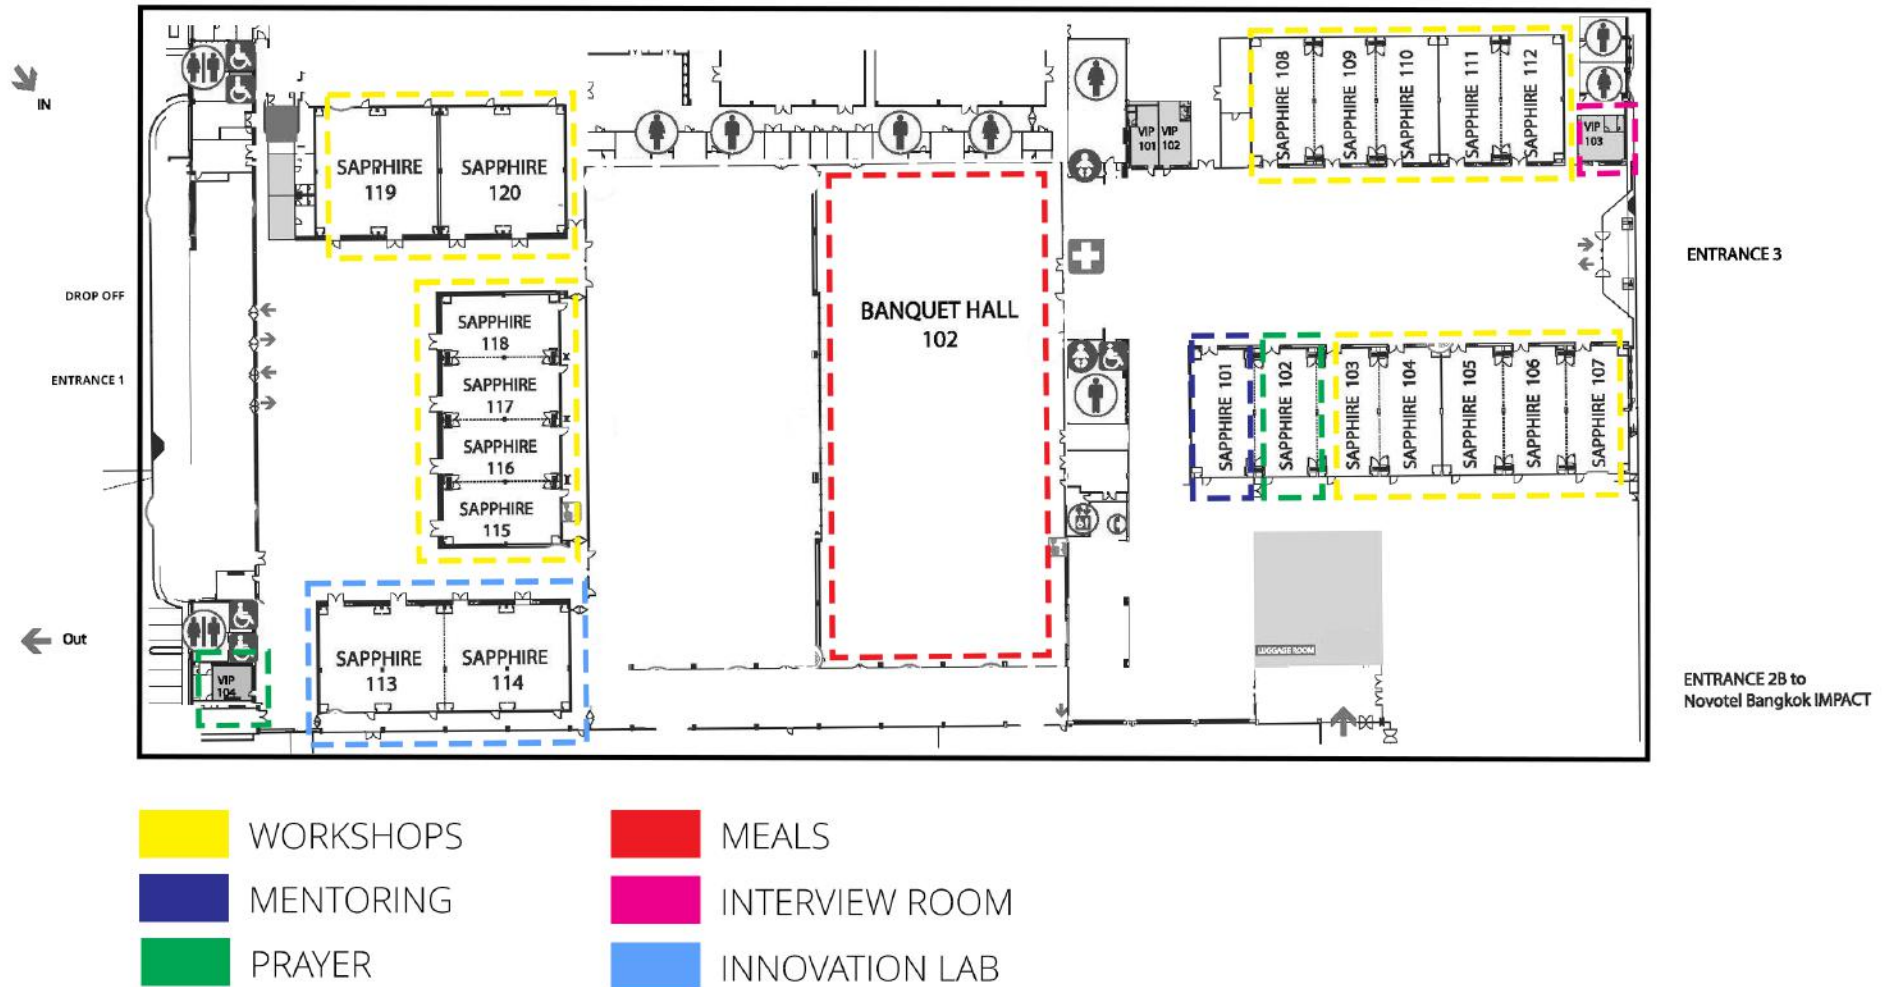 IN
DROP OFF
ENTRANCE 1
Out
SAPPHIRE
119
SAPPHIRE
120
SAPPHIRE
118
SAPPHIRE
117
SAPPHIRE
116
SAPPHIRE
115
SAPPHIRE
113
SAPPHIRE
114
VIP
104
BANQUET HALL
102
VIP
101
VIP
102
SAPPHIRE 108
SAPPHIRE 109
SAPPHIRE 110
SAPPHIRE 111
SAPPHIRE 112
VIP
103
ENTRANCE 3
SAPPHIRE 101
SAPPHIRE 102
SAPPHIRE 103
SAPPHIRE 104
SAPPHIRE 105
SAPPHIRE 106
SAPPHIRE 107
LUGGAGE ROOM
ENTRANCE 2B to
Novotel Bangkok IMPACT
WORKSHOPS
MENTORING
PRAYER
MEALS
INTERVIEW ROOM
INNOVATION LAB